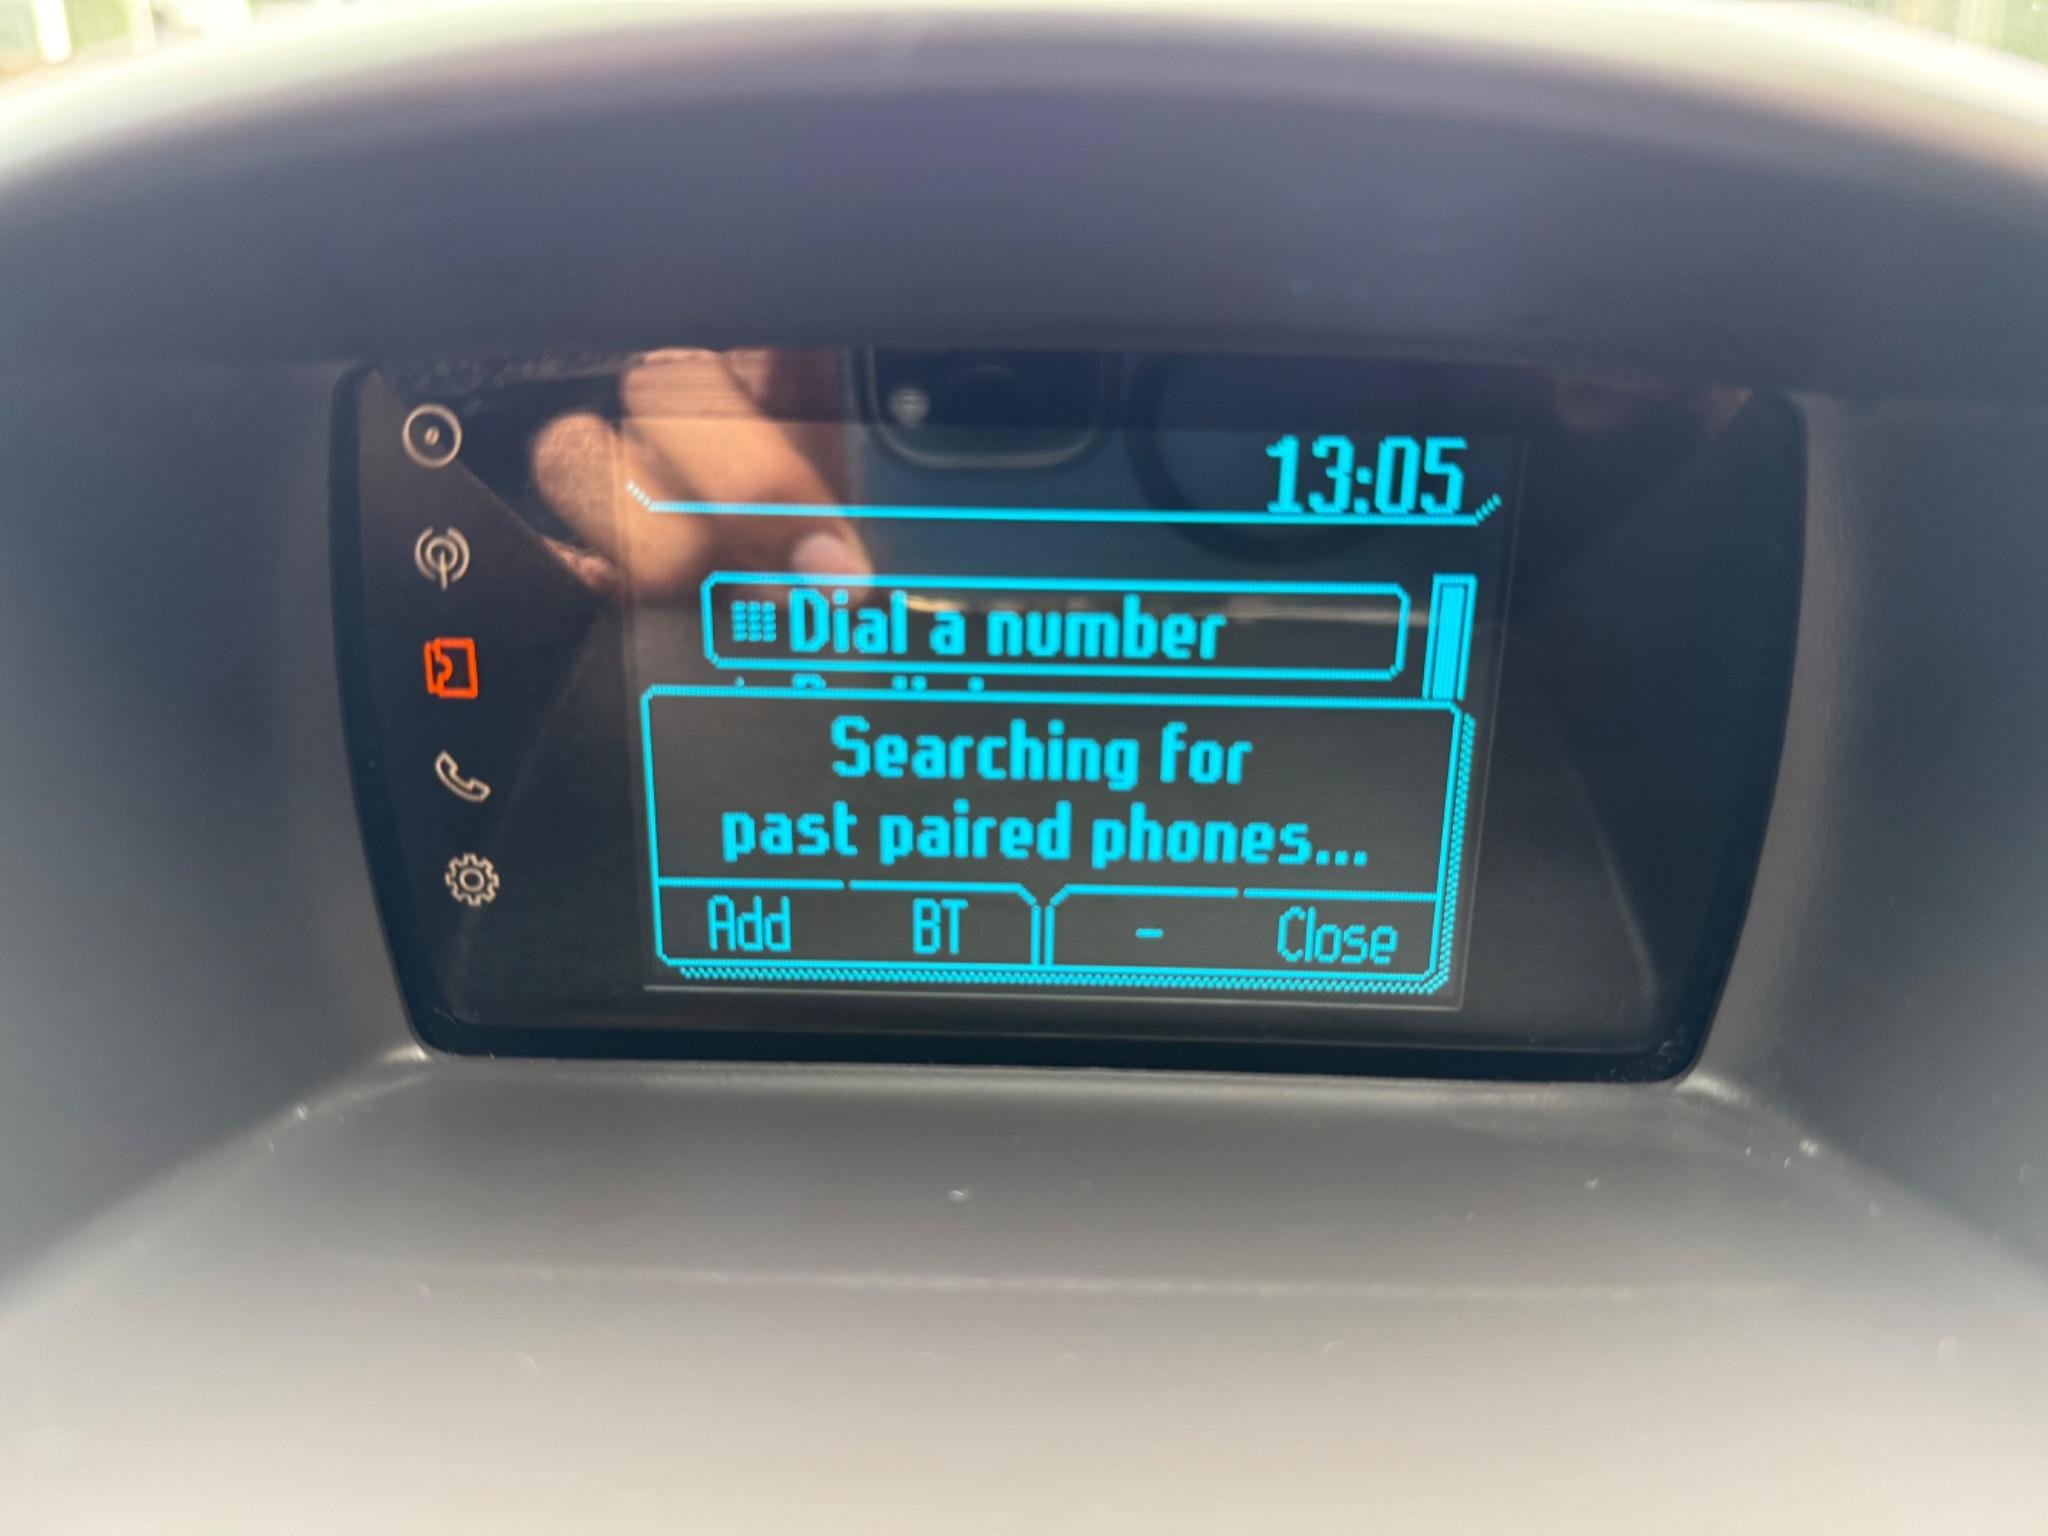 13:05
Dial a number
Searching for
past paired phones...
Add BT - Close